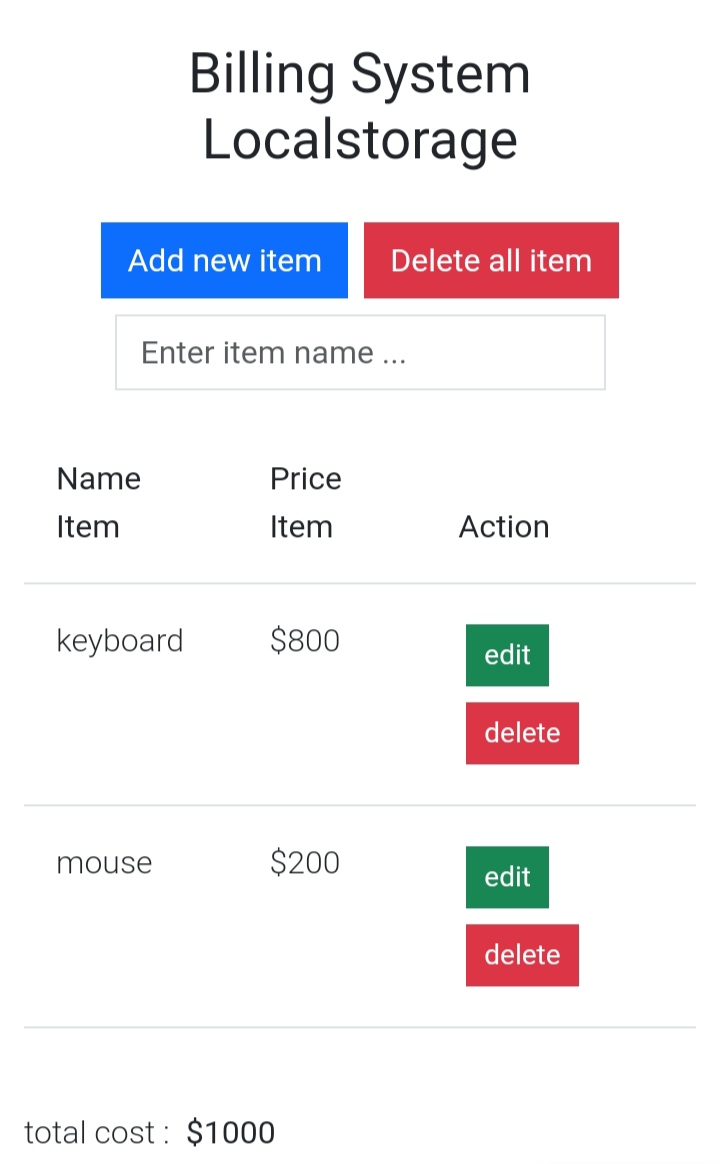 Billing System
Localstorage
Add new item Delete all item
Enter item name ...
Name Price
Item Item Action
keyboard $800 edit
delete
mouse $200 edit
delete
total cost : $1000